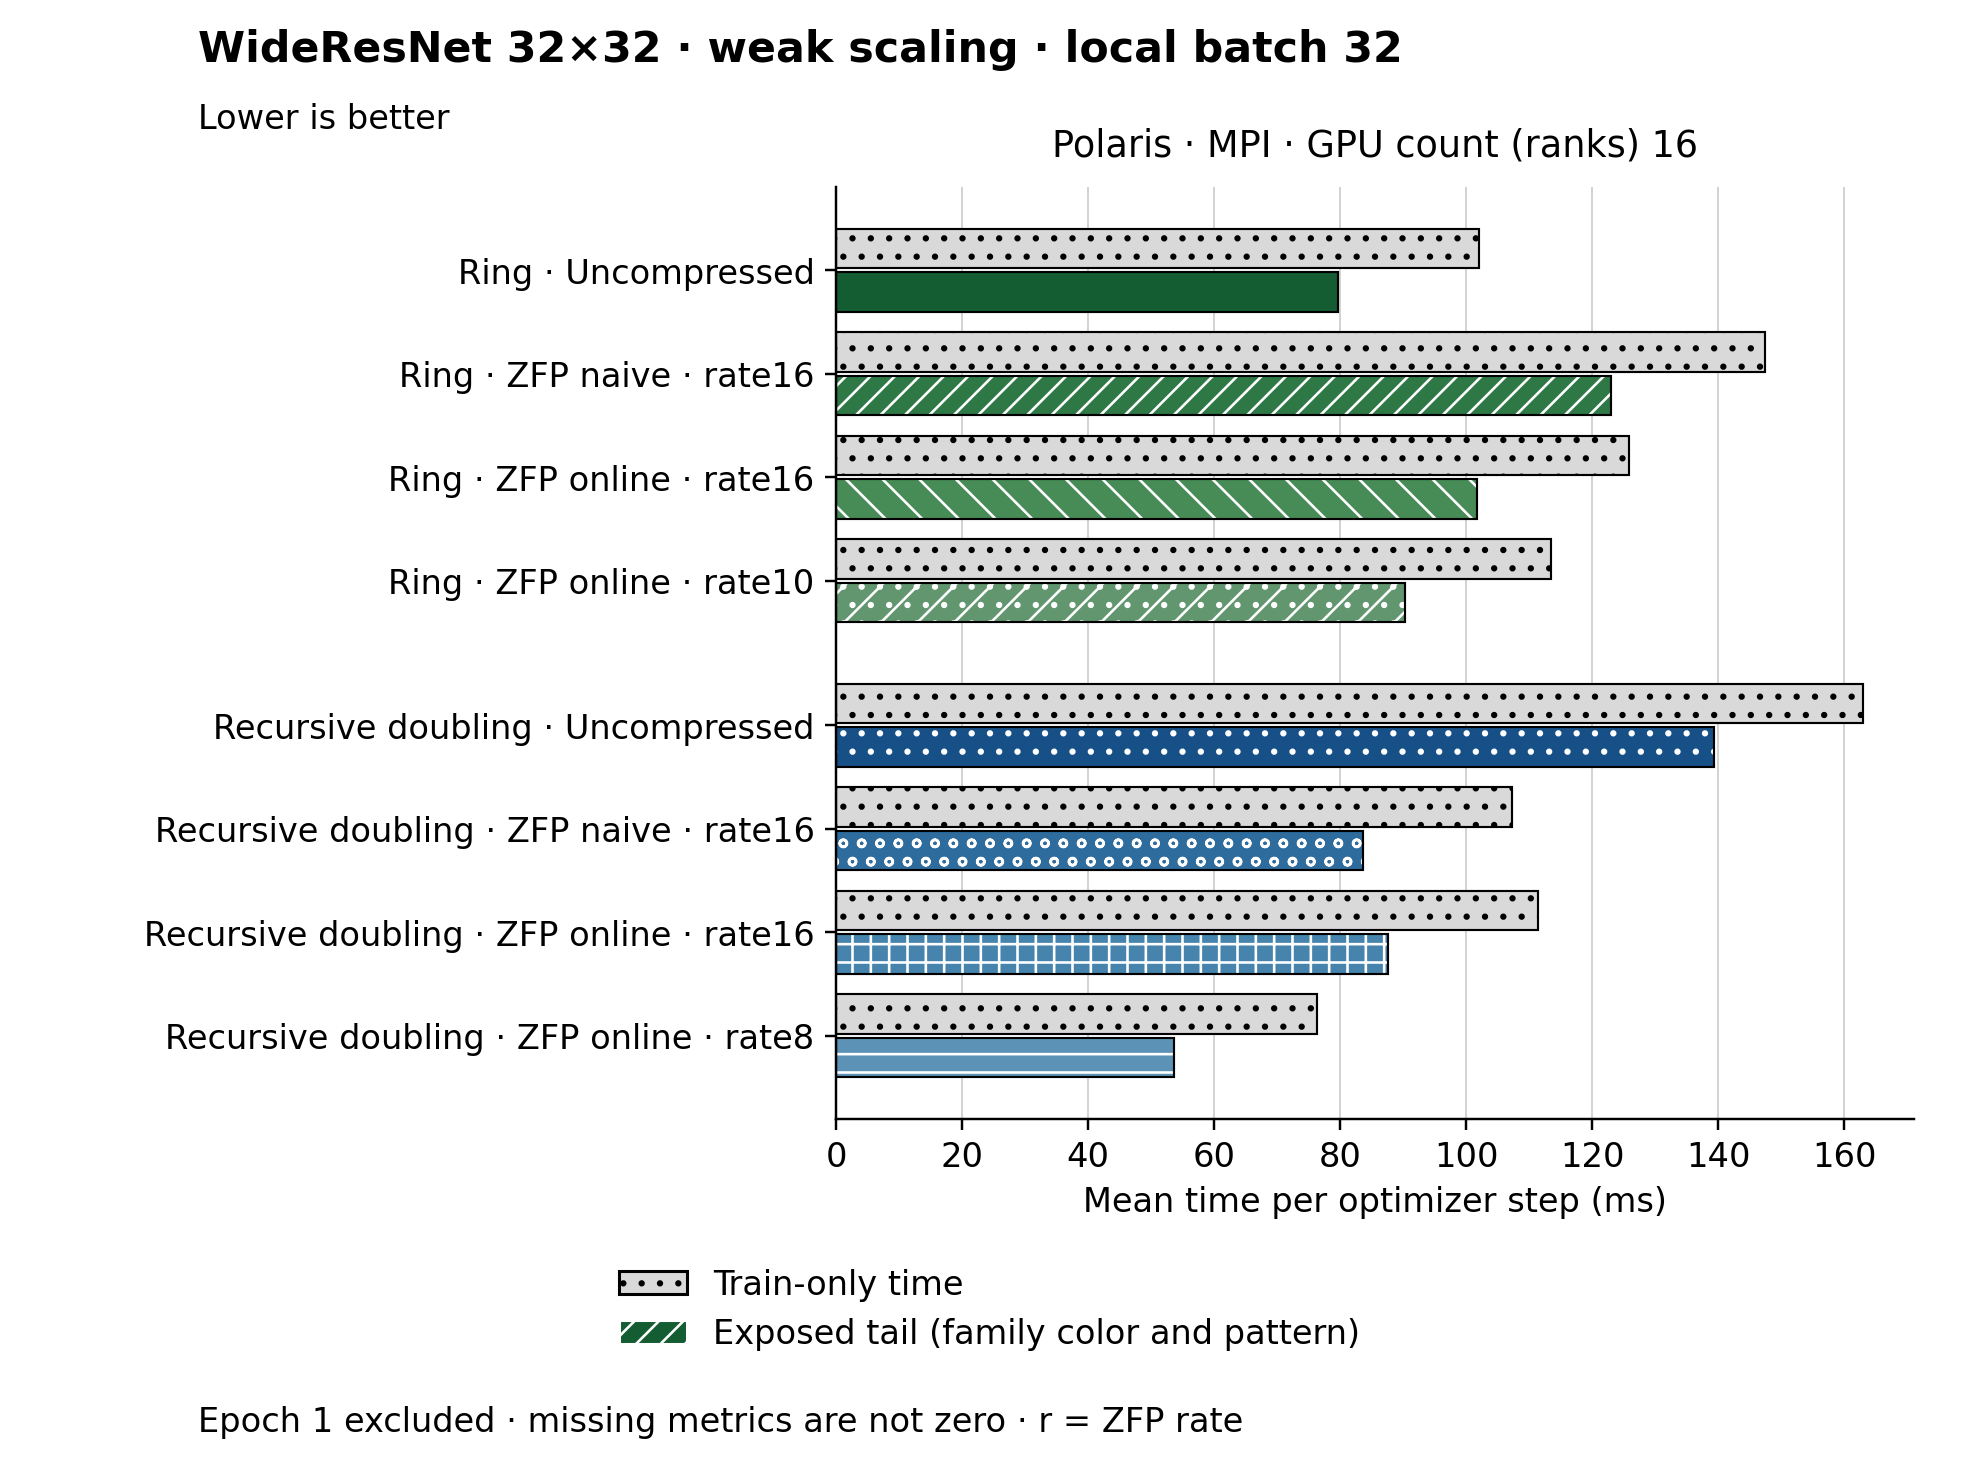 WideResNet 32×32 · weak scaling · local batch 32
Lower is better
Polaris · MPI · GPU count (ranks) 16
Ring · Uncompressed
Ring · ZFP naive · rate16
Ring · ZFP online · rate16
Ring · ZFP online · rate10
Recursive doubling · Uncompressed
Recursive doubling · ZFP naive · rate16
Recursive doubling · ZFP online · rate16
Recursive doubling · ZFP online · rate8
0 20 40 60 80 100 120 140 160
Mean time per optimizer step (ms)
Train-only time
Exposed tail (family color and pattern)
Epoch 1 excluded · missing metrics are not zero · r = ZFP rate